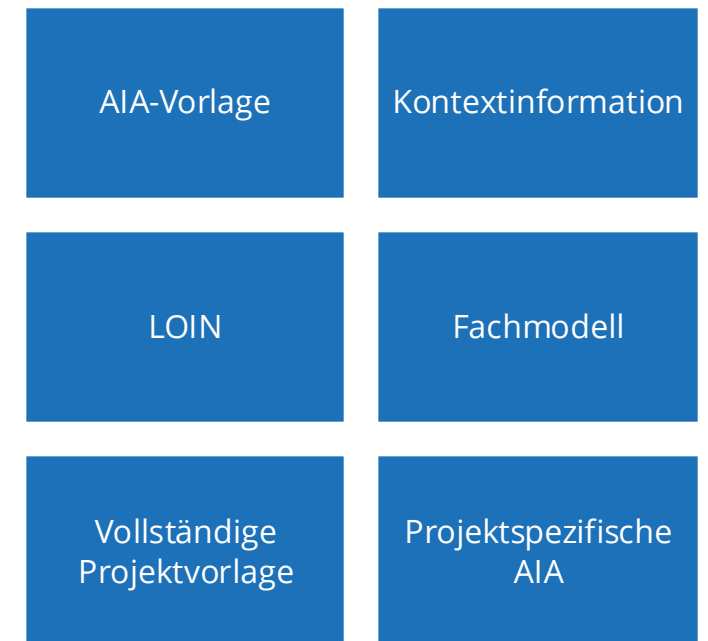 AIA-Vorlage
Kontextinformation
LOIN
Fachmodell
Vollständige
Projektvorlage
Projektspezifische
AIA